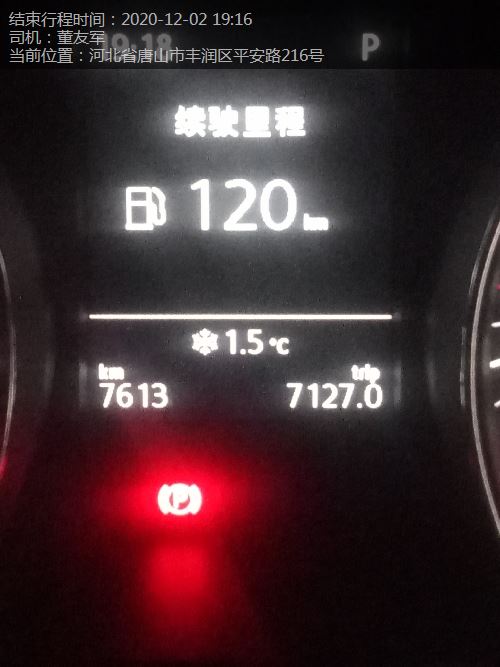 结束行程时间：2020-12-02 19:16
司机：董友军
当前位置：河北省唐山市丰润区平安路216号
19:18 P
续驶里程
120 km
1.5 °C
km trip
7613 7127.0
P